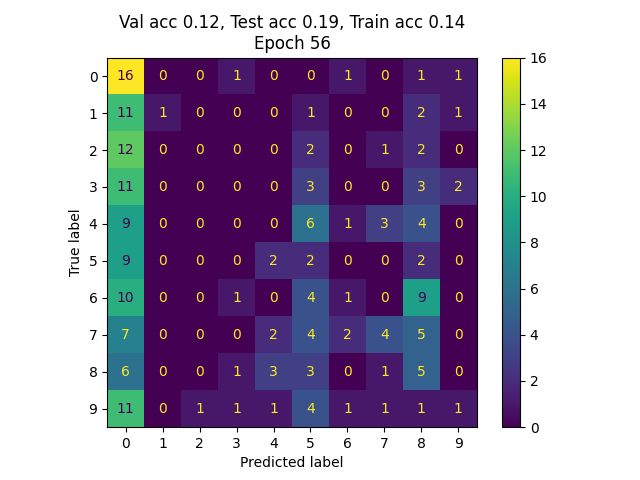 Val acc 0.12, Test acc 0.19, Train acc 0.14
Epoch 56
0 16 0 0 1 0 0 1 0 1 1
1 11 1 0 0 0 1 0 0 2 1
2 12 0 0 0 0 2 0 1 2 0
3 11 0 0 0 0 3 0 0 3 2
4 9 0 0 0 0 6 1 3 4 0
5 9 0 0 0 2 2 0 0 2 0
6 10 0 0 1 0 4 1 0 9 0
7 7 0 0 0 2 4 2 4 5 0
8 6 0 0 1 3 3 0 1 5 0
9 11 0 1 1 1 4 1 1 1 1
0 1 2 3 4 5 6 7 8 9
Predicted label
True label
16
14
12
10
8
6
4
2
0